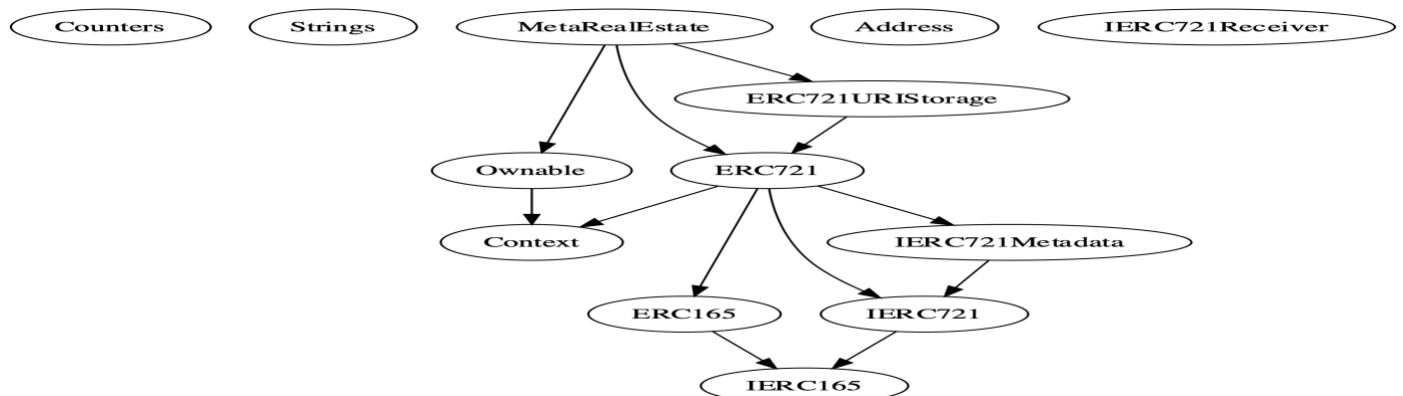 Counters
Strings
MetaRealEstate
Address
IERC721Receiver
ERC721URIStorage
Ownable
ERC721
Context
IERC721Metadata
ERC165
IERC721
IERC165